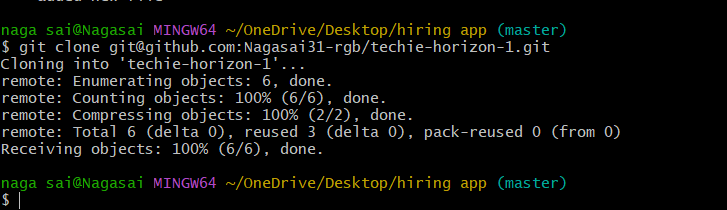 naga sai@Nagasai MINGW64 ~/OneDrive/Desktop/hiring app (master)
$ git clone git@github.com:Nagasai31-rgb/techie-horizon-1.git
Cloning into 'techie-horizon-1'...
remote: Enumerating objects: 6, done.
remote: Counting objects: 100% (6/6), done.
remote: Compressing objects: 100% (2/2), done.
remote: Total 6 (delta 0), reused 3 (delta 0), pack-reused 0 (from 0)
Receiving objects: 100% (6/6), done.
naga sai@Nagasai MINGW64 ~/OneDrive/Desktop/hiring app (master)
$